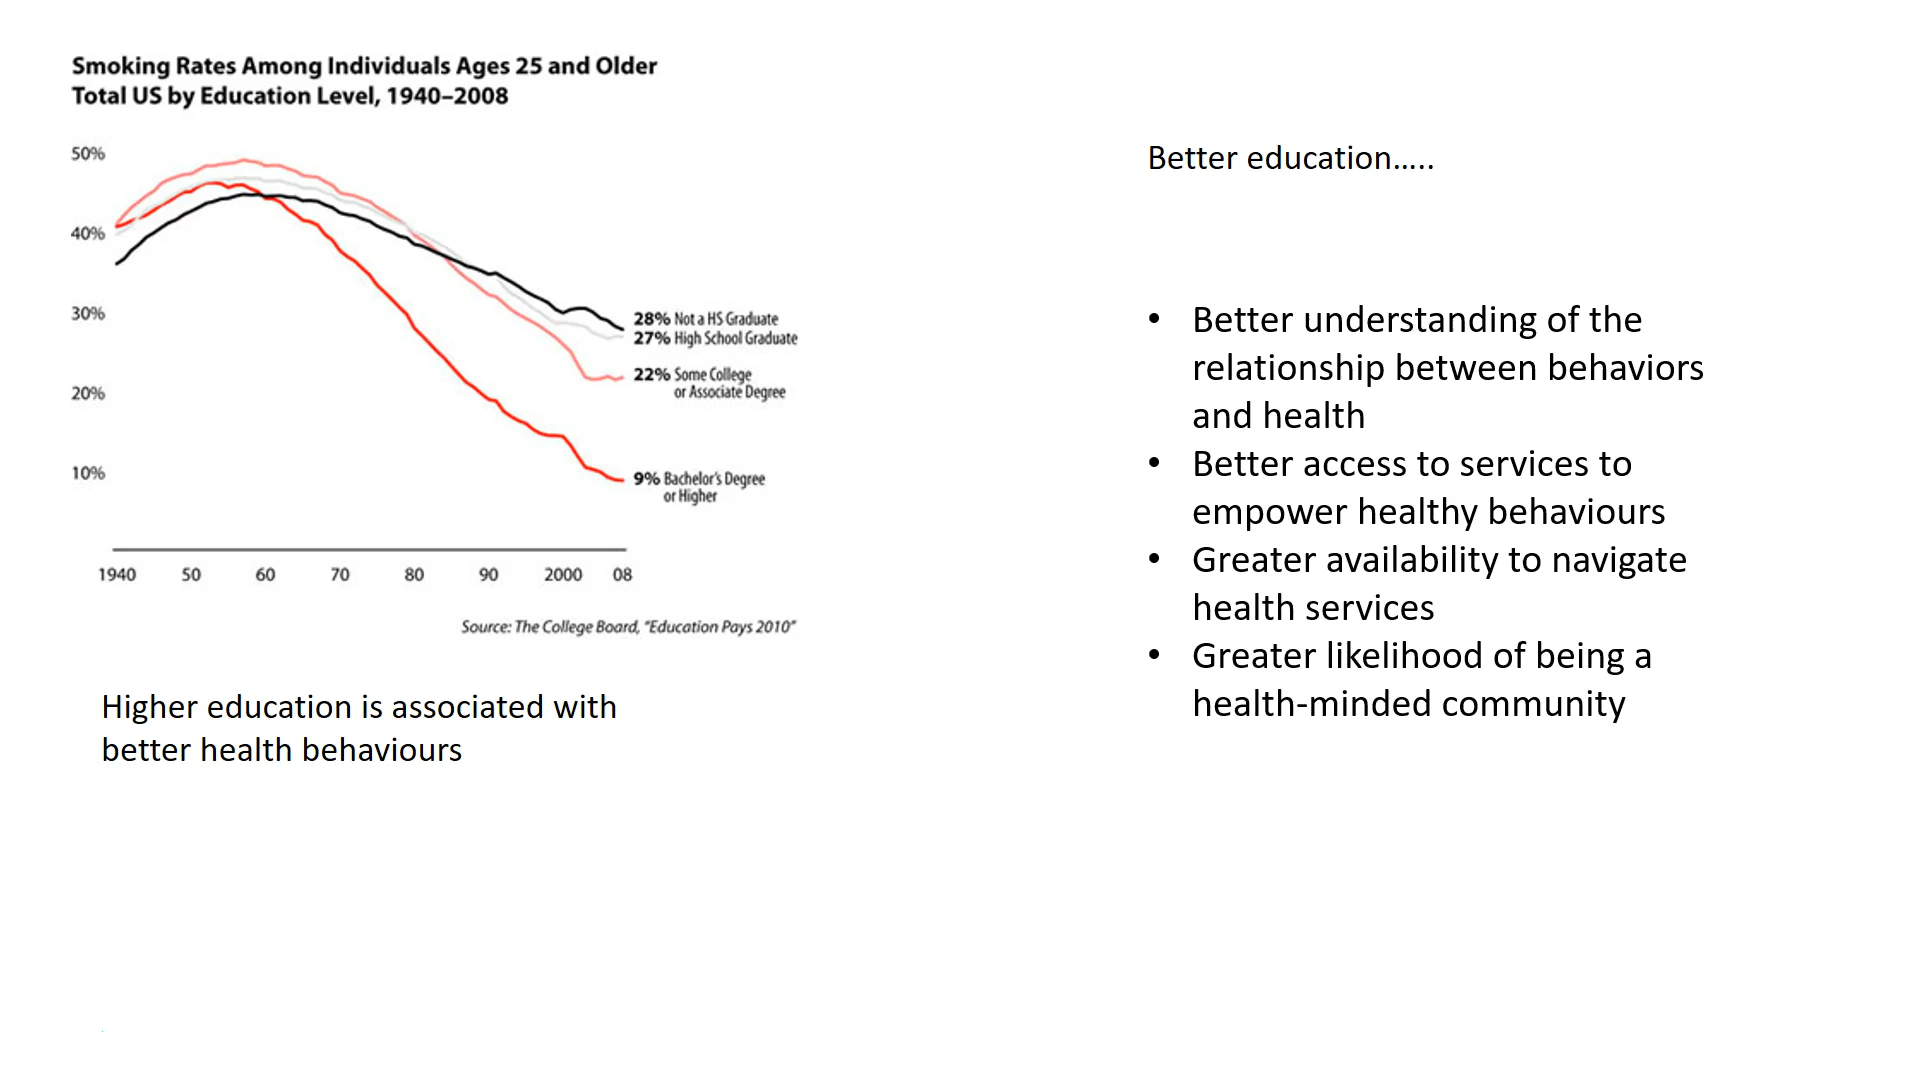 Smoking Rates Among Individuals Ages 25 and Older
Total US by Education Level, 1940–2008
50%
40%
30%
20%
10%
28% Not a HS Graduate
27% High School Graduate
22% Some College
or Associate Degree
9% Bachelor's Degree
or Higher
1940 50 60 70 80 90 2000 08
Source: The College Board, "Education Pays 2010"
Higher education is associated with
better health behaviours
Better education.....
• Better understanding of the
relationship between behaviors
and health
• Better access to services to
empower healthy behaviours
• Greater availability to navigate
health services
• Greater likelihood of being a
health-minded community